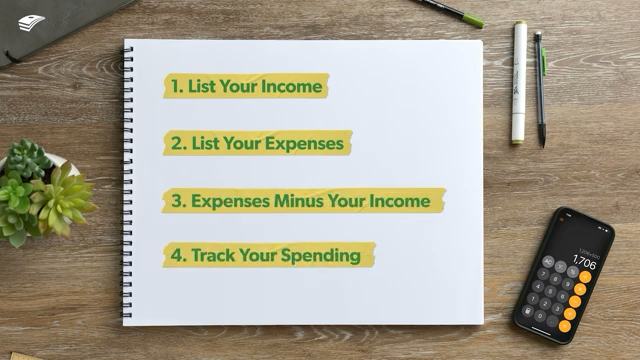 1. List Your Income
2. List Your Expenses
3. Expenses Minus Your Income
4. Track Your Spending
1,706